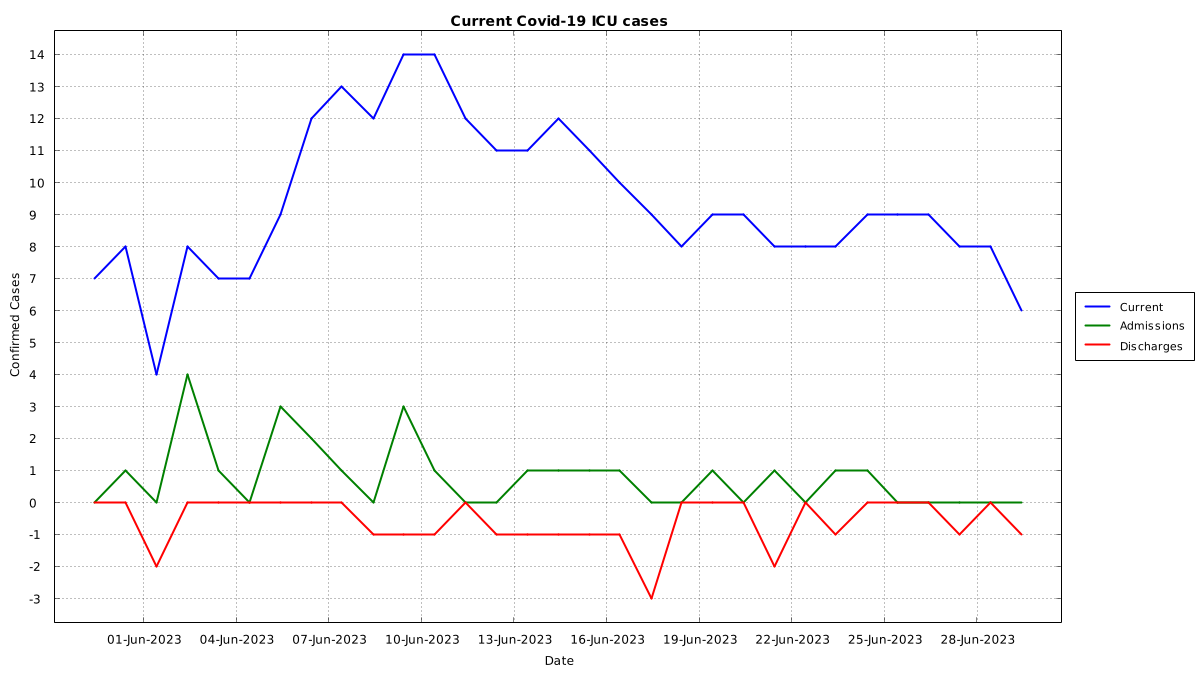 Current Covid-19 ICU cases
14
13
12
11
10
9
8
7
6
5
4
3
2
1
0
-1
-2
-3
Confirmed Cases
01-Jun-2023 04-Jun-2023 07-Jun-2023 10-Jun-2023 13-Jun-2023 16-Jun-2023 19-Jun-2023 22-Jun-2023 25-Jun-2023 28-Jun-2023
Date
Current
Admissions
Discharges